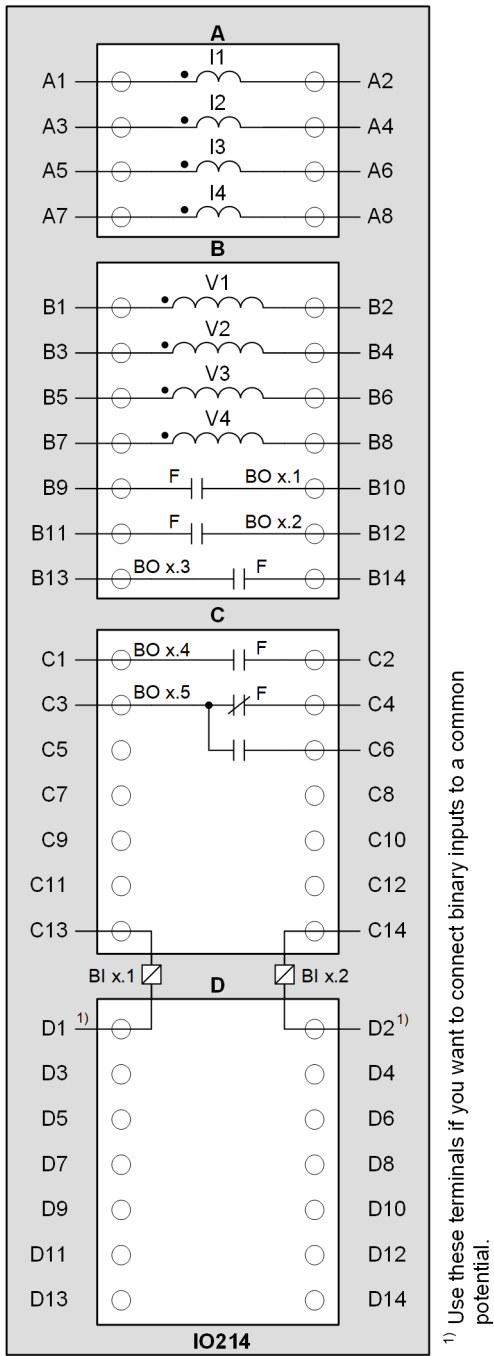 A
A1 I1 A2
A3 I2 A4
A5 I3 A6
A7 I4 A8
B
B1 V1 B2
B3 V2 B4
B5 V3 B6
B7 V4 B8
B9 F BO x.1 B10
B11 F BO x.2 B12
B13 BO x.3 F B14
C
C1 BO x.4 F C2
C3 BO x.5 F C4
C5 C6
C7 C8
C9 C10
C11 C12
C13 C14
BI x.1 BI x.2
D
D1 1) D2 1)
D3 D4
D5 D6
D7 D8
D9 D10
D11 D12
D13 D14
IO214
1) Use these terminals if you want to connect binary inputs to a common
potential.